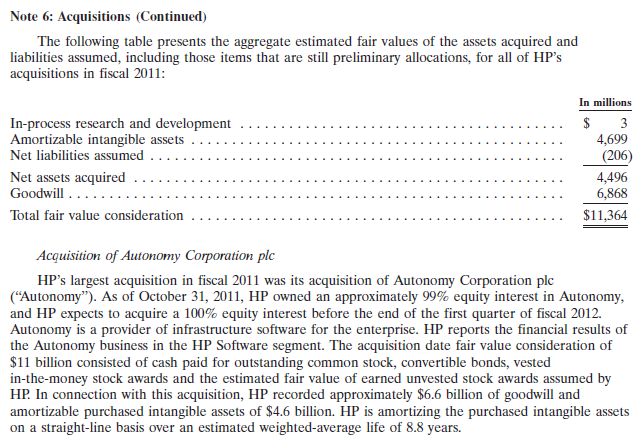 Note 6: Acquisitions (Continued)
The following table presents the aggregate estimated fair values of the assets acquired and
liabilities assumed, including those items that are still preliminary allocations, for all of HP's
acquisitions in fiscal 2011:
In millions
In-process research and development . . . . . . . . . . . . . . . . . . . . $ 3
Amortizable intangible assets . . . . . . . . . . . . . . . . . . . . 4,699
Net liabilities assumed . . . . . . . . . . . . . . . . . . . . (206)
Net assets acquired . . . . . . . . . . . . . . . . . . . . 4,496
Goodwill . . . . . . . . . . . . . . . . . . . . 6,868
Total fair value consideration . . . . . . . . . . . . . . . . . . . . $11,364
Acquisition of Autonomy Corporation plc
HP's largest acquisition in fiscal 2011 was its acquisition of Autonomy Corporation plc
("Autonomy"). As of October 31, 2011, HP owned an approximately 99% equity interest in Autonomy,
and HP expects to acquire a 100% equity interest before the end of the first quarter of fiscal 2012.
Autonomy is a provider of infrastructure software for the enterprise. HP reports the financial results of
the Autonomy business in the HP Software segment. The acquisition date fair value consideration of
$11 billion consisted of cash paid for outstanding common stock, convertible bonds, vested
in-the-money stock awards and the estimated fair value of earned unvested stock awards assumed by
HP. In connection with this acquisition, HP recorded approximately $6.6 billion of goodwill and
amortizable purchased intangible assets of $4.6 billion. HP is amortizing the purchased intangible assets
on a straight-line basis over an estimated weighted-average life of 8.8 years.